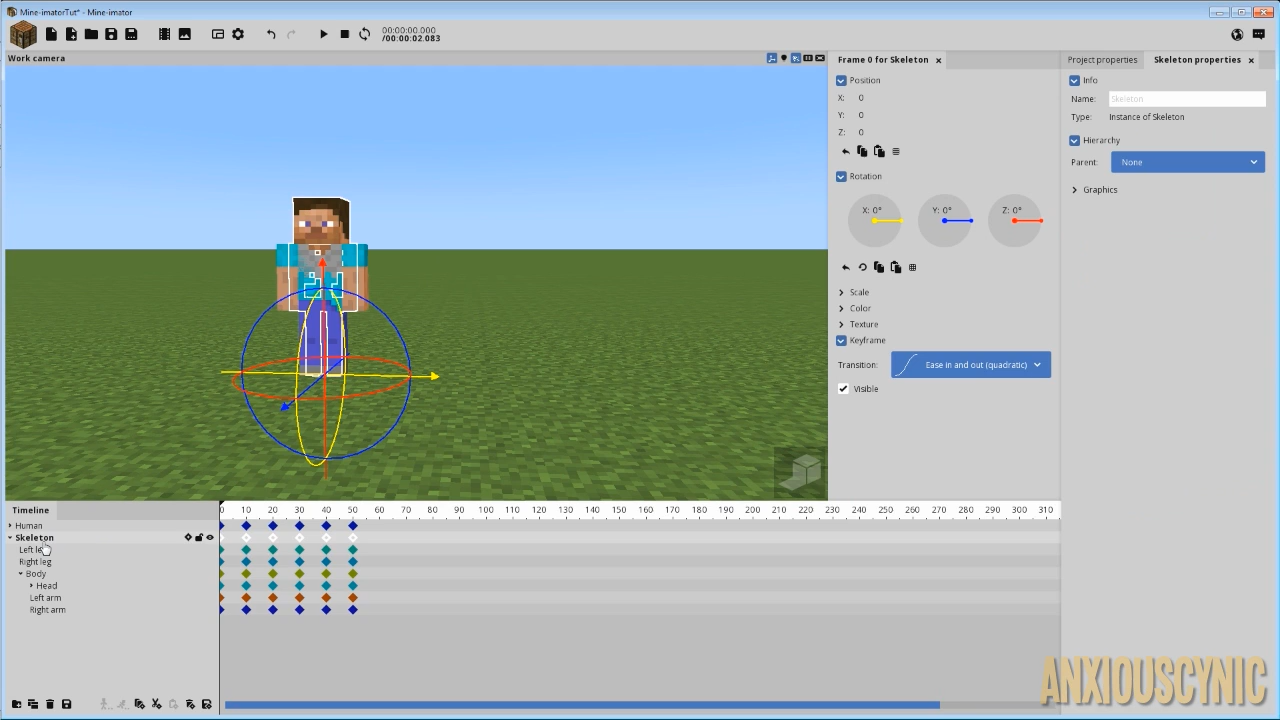 Mine-imatorTut* - Mine-imator
00:00:00.000
/00:00:02.083
Work camera
Frame 0 for Skeleton
Position
X: 0
Y: 0
Z: 0
Rotation
X: 0° Y: 0° Z: 0°
Scale
Color
Texture
Keyframe
Transition: Ease in and out (quadratic)
Visible
Project properties Skeleton properties
Info
Name: Skeleton
Type: Instance of Skeleton
Hierarchy
Parent: None
Graphics
Timeline
0 10 20 30 40 50 60 70 80 90 100 110 120 130 140 150 160 170 180 190 200 210 220 230 240 250 260 270 280 290 300 310
Human
Skeleton
Left leg
Right leg
Body
Head
Left arm
Right arm
ANXIOUSCYNIC